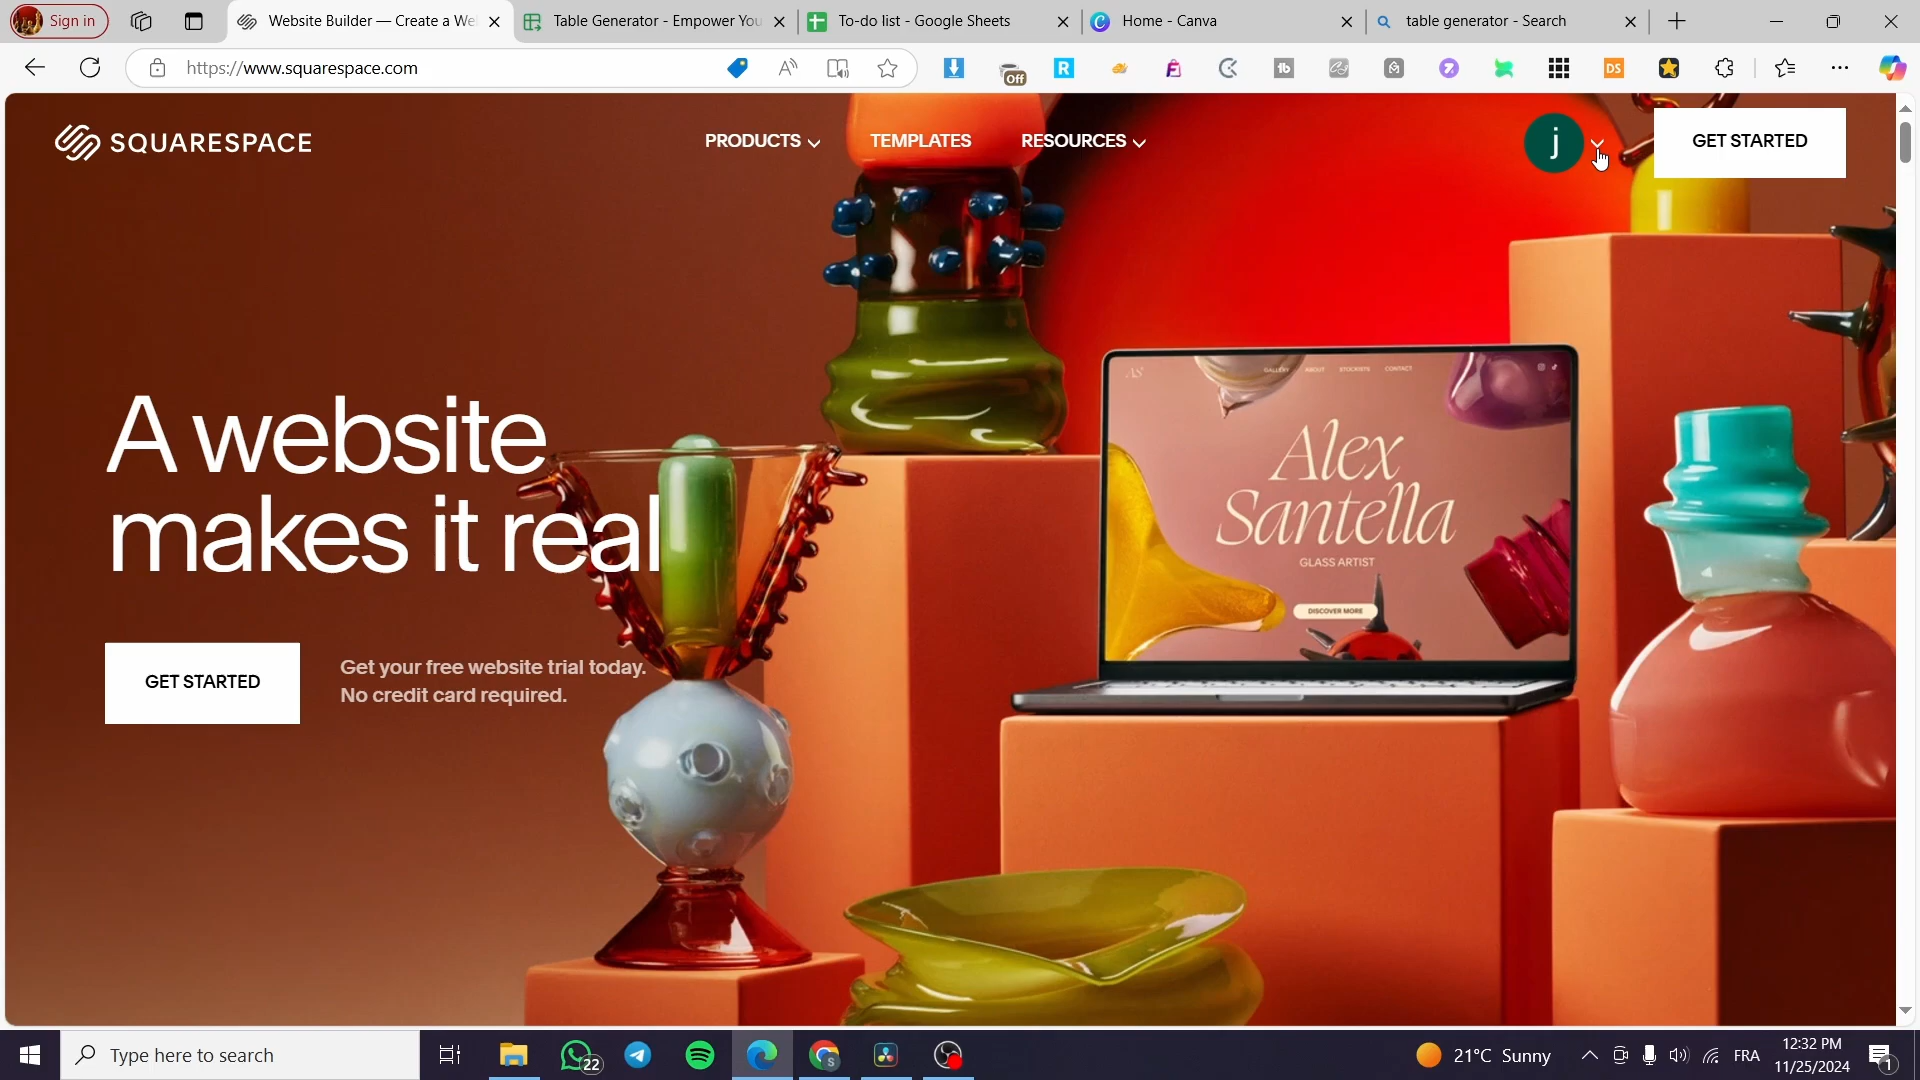 Sign in
Website Builder — Create a We
Table Generator - Empower You
To-do list - Google Sheets
Home - Canva
table generator - Search
https://www.squarespace.com
Off
SQUARESPACE
PRODUCTS
TEMPLATES
RESOURCES
j
GET STARTED
A website
makes it real
GET STARTED
Get your free website trial today.
No credit card required.
AS
GALLERY
ABOUT
STOCKISTS
CONTACT
Alex
Santella
GLASS ARTIST
DISCOVER MORE
Type here to search
22
21°C Sunny
FRA
12:32 PM
11/25/2024
1